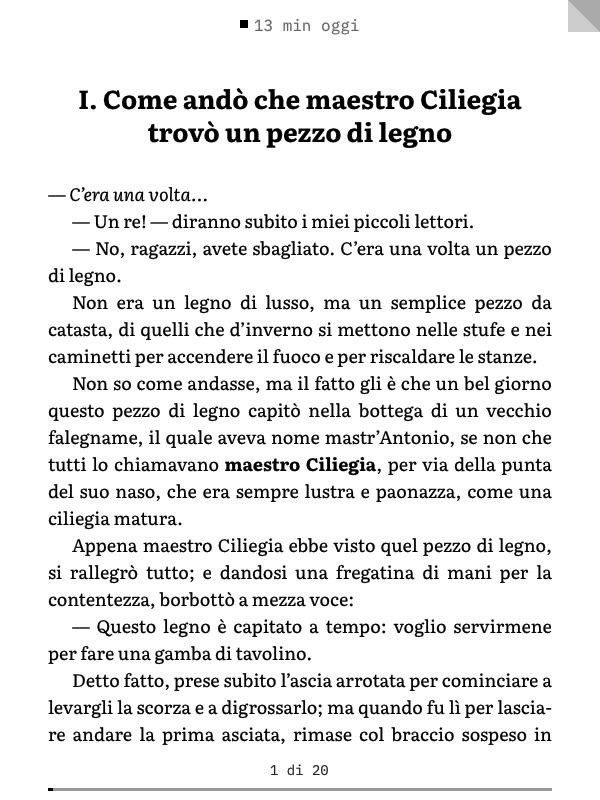 13 min oggi
I. Come andò che maestro Ciliegia
trovò un pezzo di legno
— C’era una volta…
— Un re! — diranno subito i miei piccoli lettori.
— No, ragazzi, avete sbagliato. C’era una volta un pezzo
di legno.
Non era un legno di lusso, ma un semplice pezzo da
catasta, di quelli che d’inverno si mettono nelle stufe e nei
caminetti per accendere il fuoco e per riscaldare le stanze.
Non so come andasse, ma il fatto gli è che un bel giorno
questo pezzo di legno capitò nella bottega di un vecchio
falegname, il quale aveva nome mastr’Antonio, se non che
tutti lo chiamavano maestro Ciliegia, per via della punta
del suo naso, che era sempre lustra e paonazza, come una
ciliegia matura.
Appena maestro Ciliegia ebbe visto quel pezzo di legno,
si rallegrò tutto; e dandosi una fregatina di mani per la
contentezza, borbottò a mezza voce:
— Questo legno è capitato a tempo: voglio servirmene
per fare una gamba di tavolino.
Detto fatto, prese subito l’ascia arrotata per cominciare a
levargli la scorza e a digrossarlo; ma quando fu lì per lascia-
re andare la prima asciata, rimase col braccio sospeso in
1 di 20